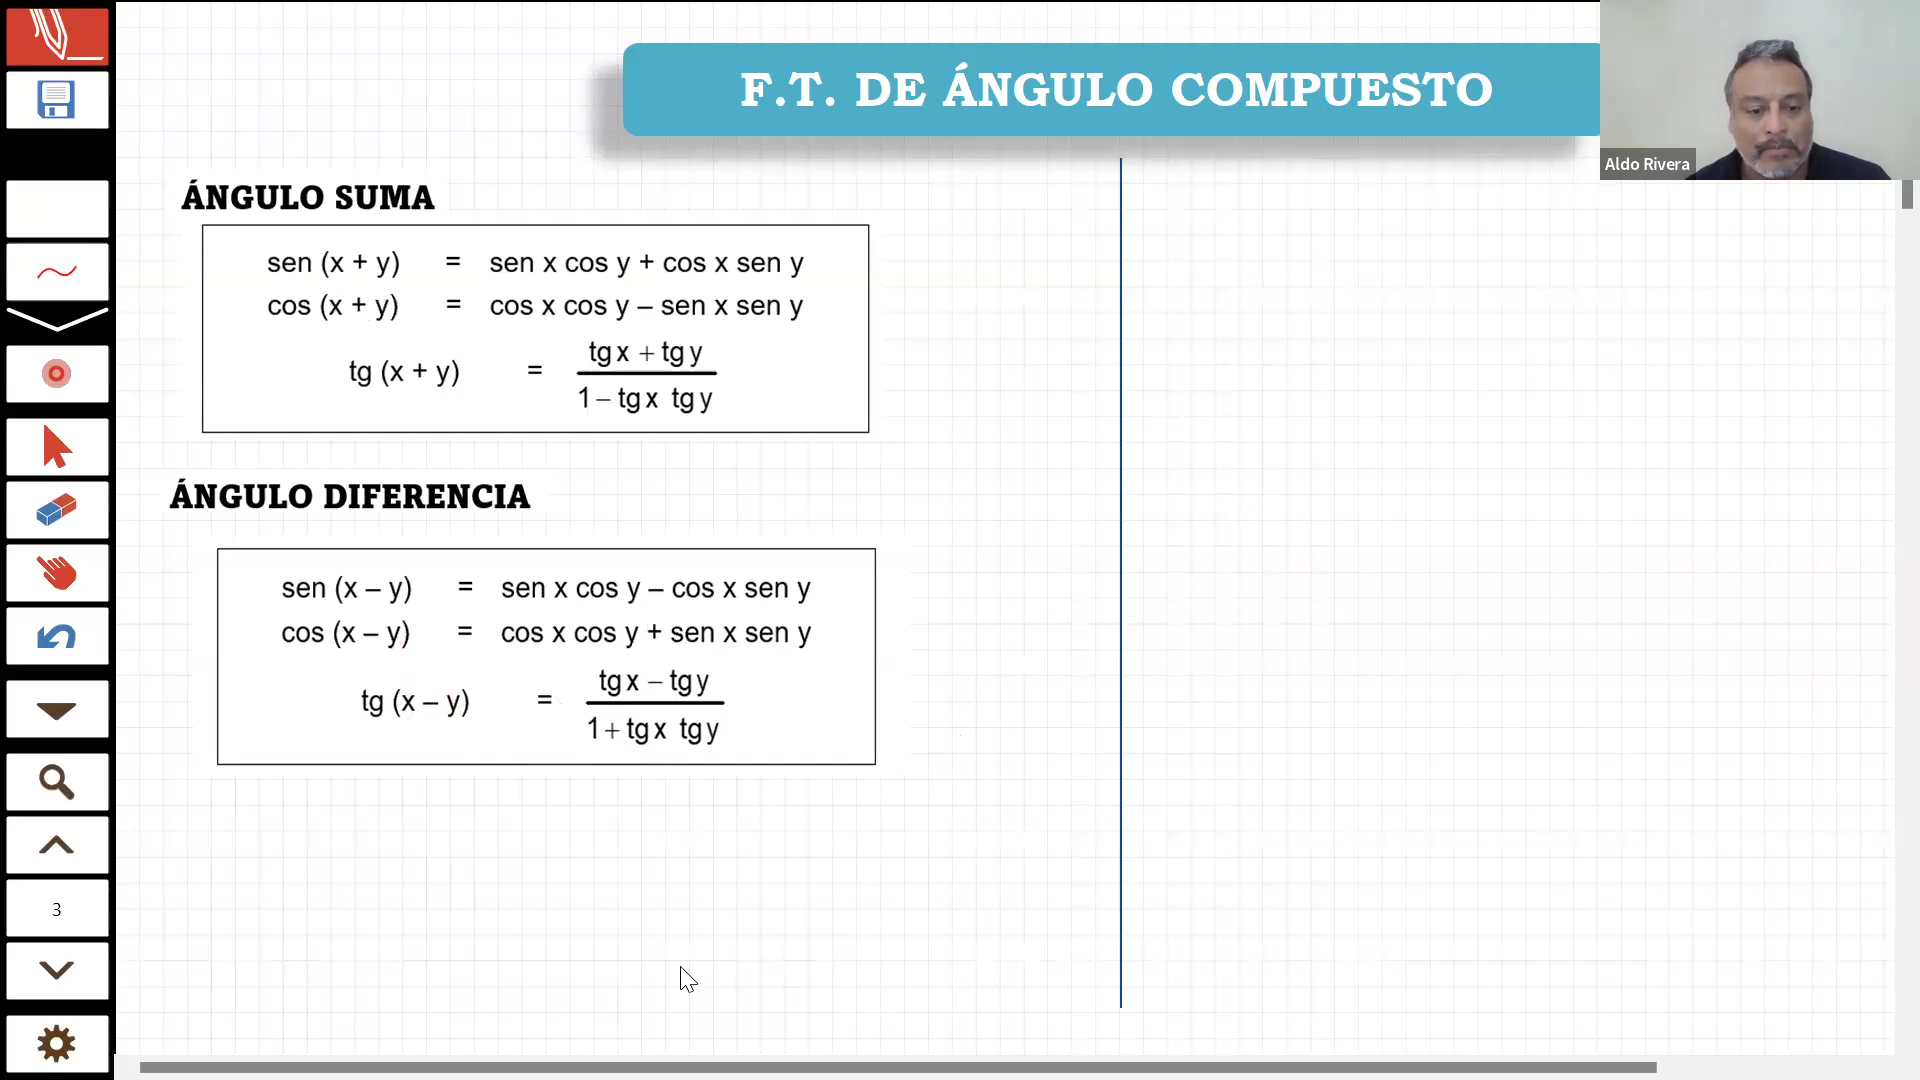 F.T. DE ÁNGULO COMPUESTO
Aldo Rivera
ÁNGULO SUMA
sen (x + y) = sen x cos y + cos x sen y
cos (x + y) = cos x cos y – sen x sen y
tg x + tg y
tg (x + y) =
1 – tg x tg y
ÁNGULO DIFERENCIA
sen (x – y) = sen x cos y – cos x sen y
cos (x – y) = cos x cos y + sen x sen y
tg x – tg y
tg (x – y) =
1 + tg x tg y
3